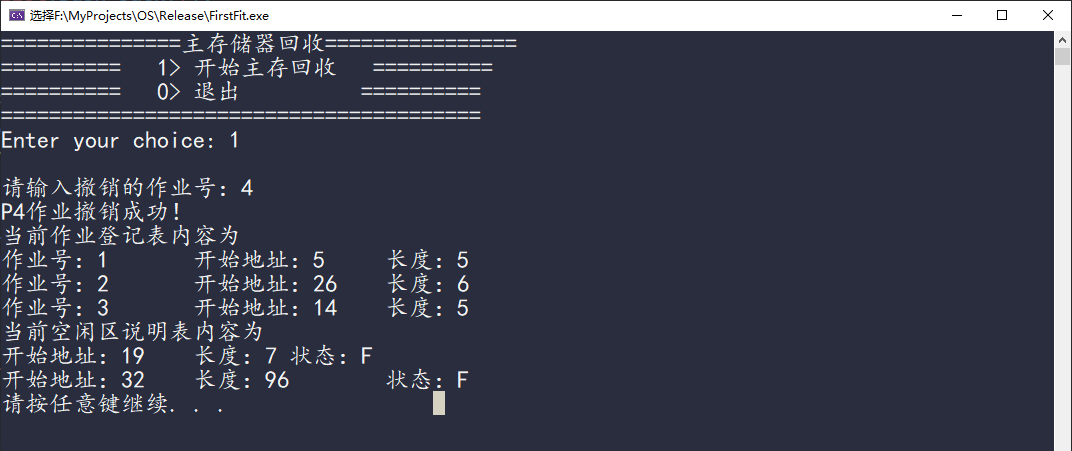 选择F:\MyProjects\OS\Release\FirstFit.exe
===============主存储器回收================
==========   1> 开始主存回收   ==========
==========   0> 退出          ==========
========================================
Enter your choice: 1
请输入撤销的作业号：4
P4作业撤销成功！
当前作业登记表内容为
作业号：1       开始地址：5     长度：5
作业号：2       开始地址：26    长度：6
作业号：3       开始地址：14    长度：5
当前空闲区说明表内容为
开始地址：19    长度：7 状态：F
开始地址：32    长度：96        状态：F
请按任意键继续. . .